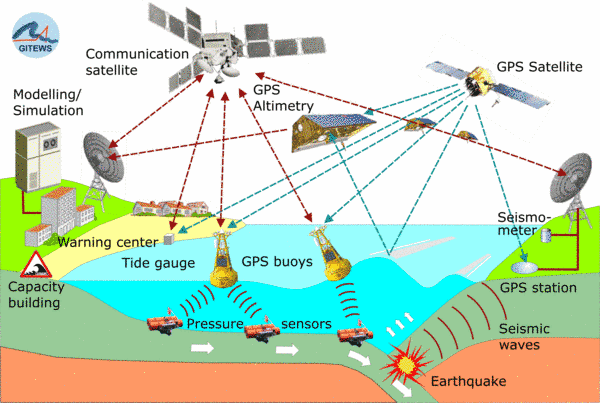 GITEWS
Communication
satellite
GPS Satellite
GPS
Altimetry
Modelling/
Simulation
Seismo-
meter
Warning center
Tide gauge
GPS buoys
Capacity
building
GPS station
Pressure
sensors
Seismic
waves
Earthquake